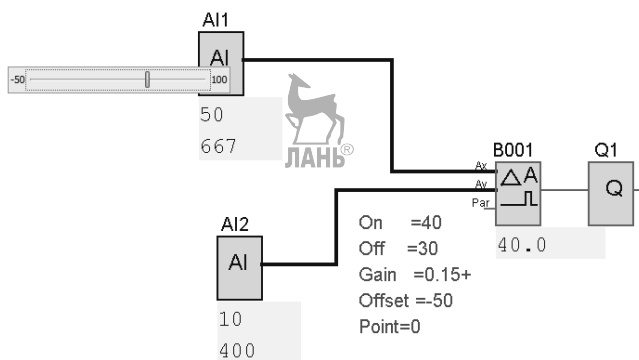 AI1
AI
-50 100
50
667
ЛАНЬ®
B001 Q1
Ax
Ay
Par
ΔA
Q
40.0
AI2
AI
10
400
On =40
Off =30
Gain =0.15+
Offset =-50
Point=0